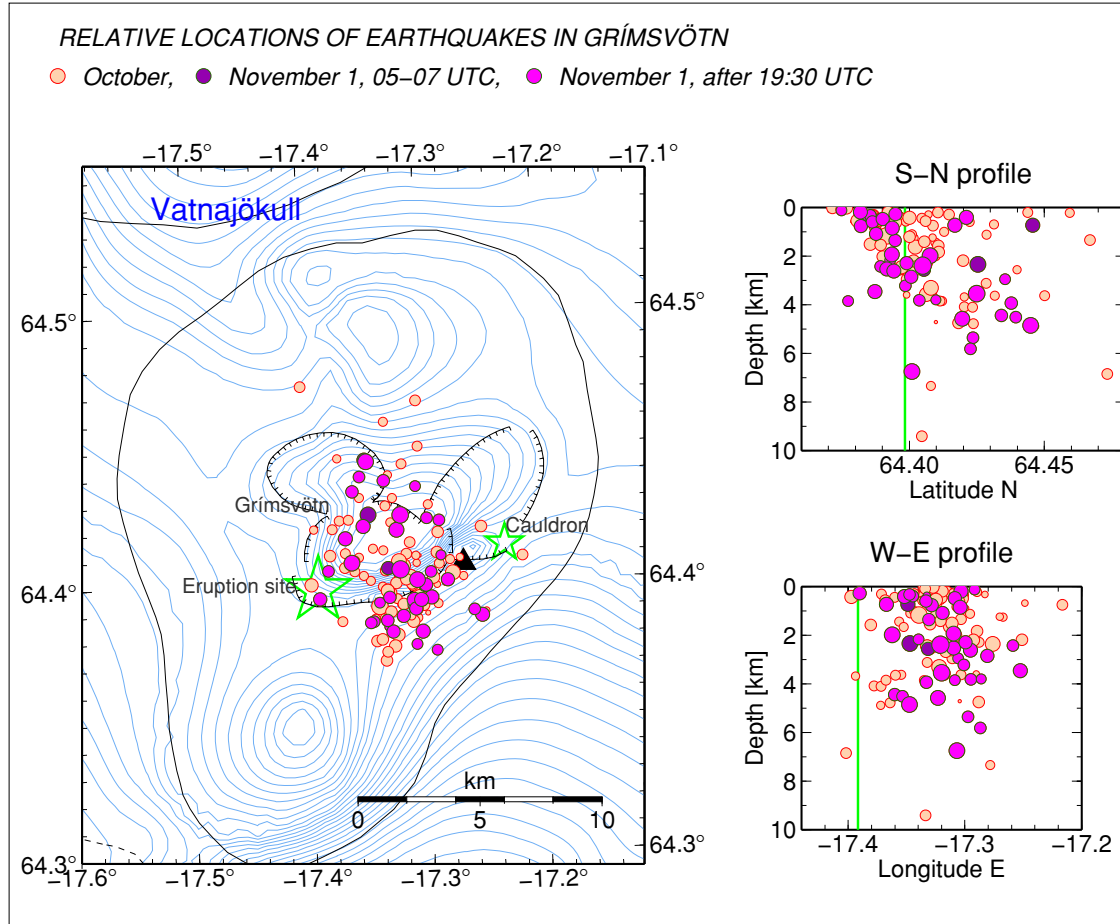 RELATIVE LOCATIONS OF EARTHQUAKES IN GRÍMSVÖTN
October, November 1, 05−07 UTC, November 1, after 19:30 UTC
−17.5° −17.4° −17.3° −17.2° −17.1°
Vatnajökull
64.5° 64.5°
Grímsvötn
Cauldron
64.4° 64.4°
Eruption site
km
0 5 10
64.3° 64.3°
−17.6° −17.5° −17.4° −17.3° −17.2°
S−N profile
0
2
4
6
8
10
Depth [km]
64.40 64.45
Latitude N
W−E profile
0
2
4
6
8
10
Depth [km]
−17.4 −17.3 −17.2
Longitude E